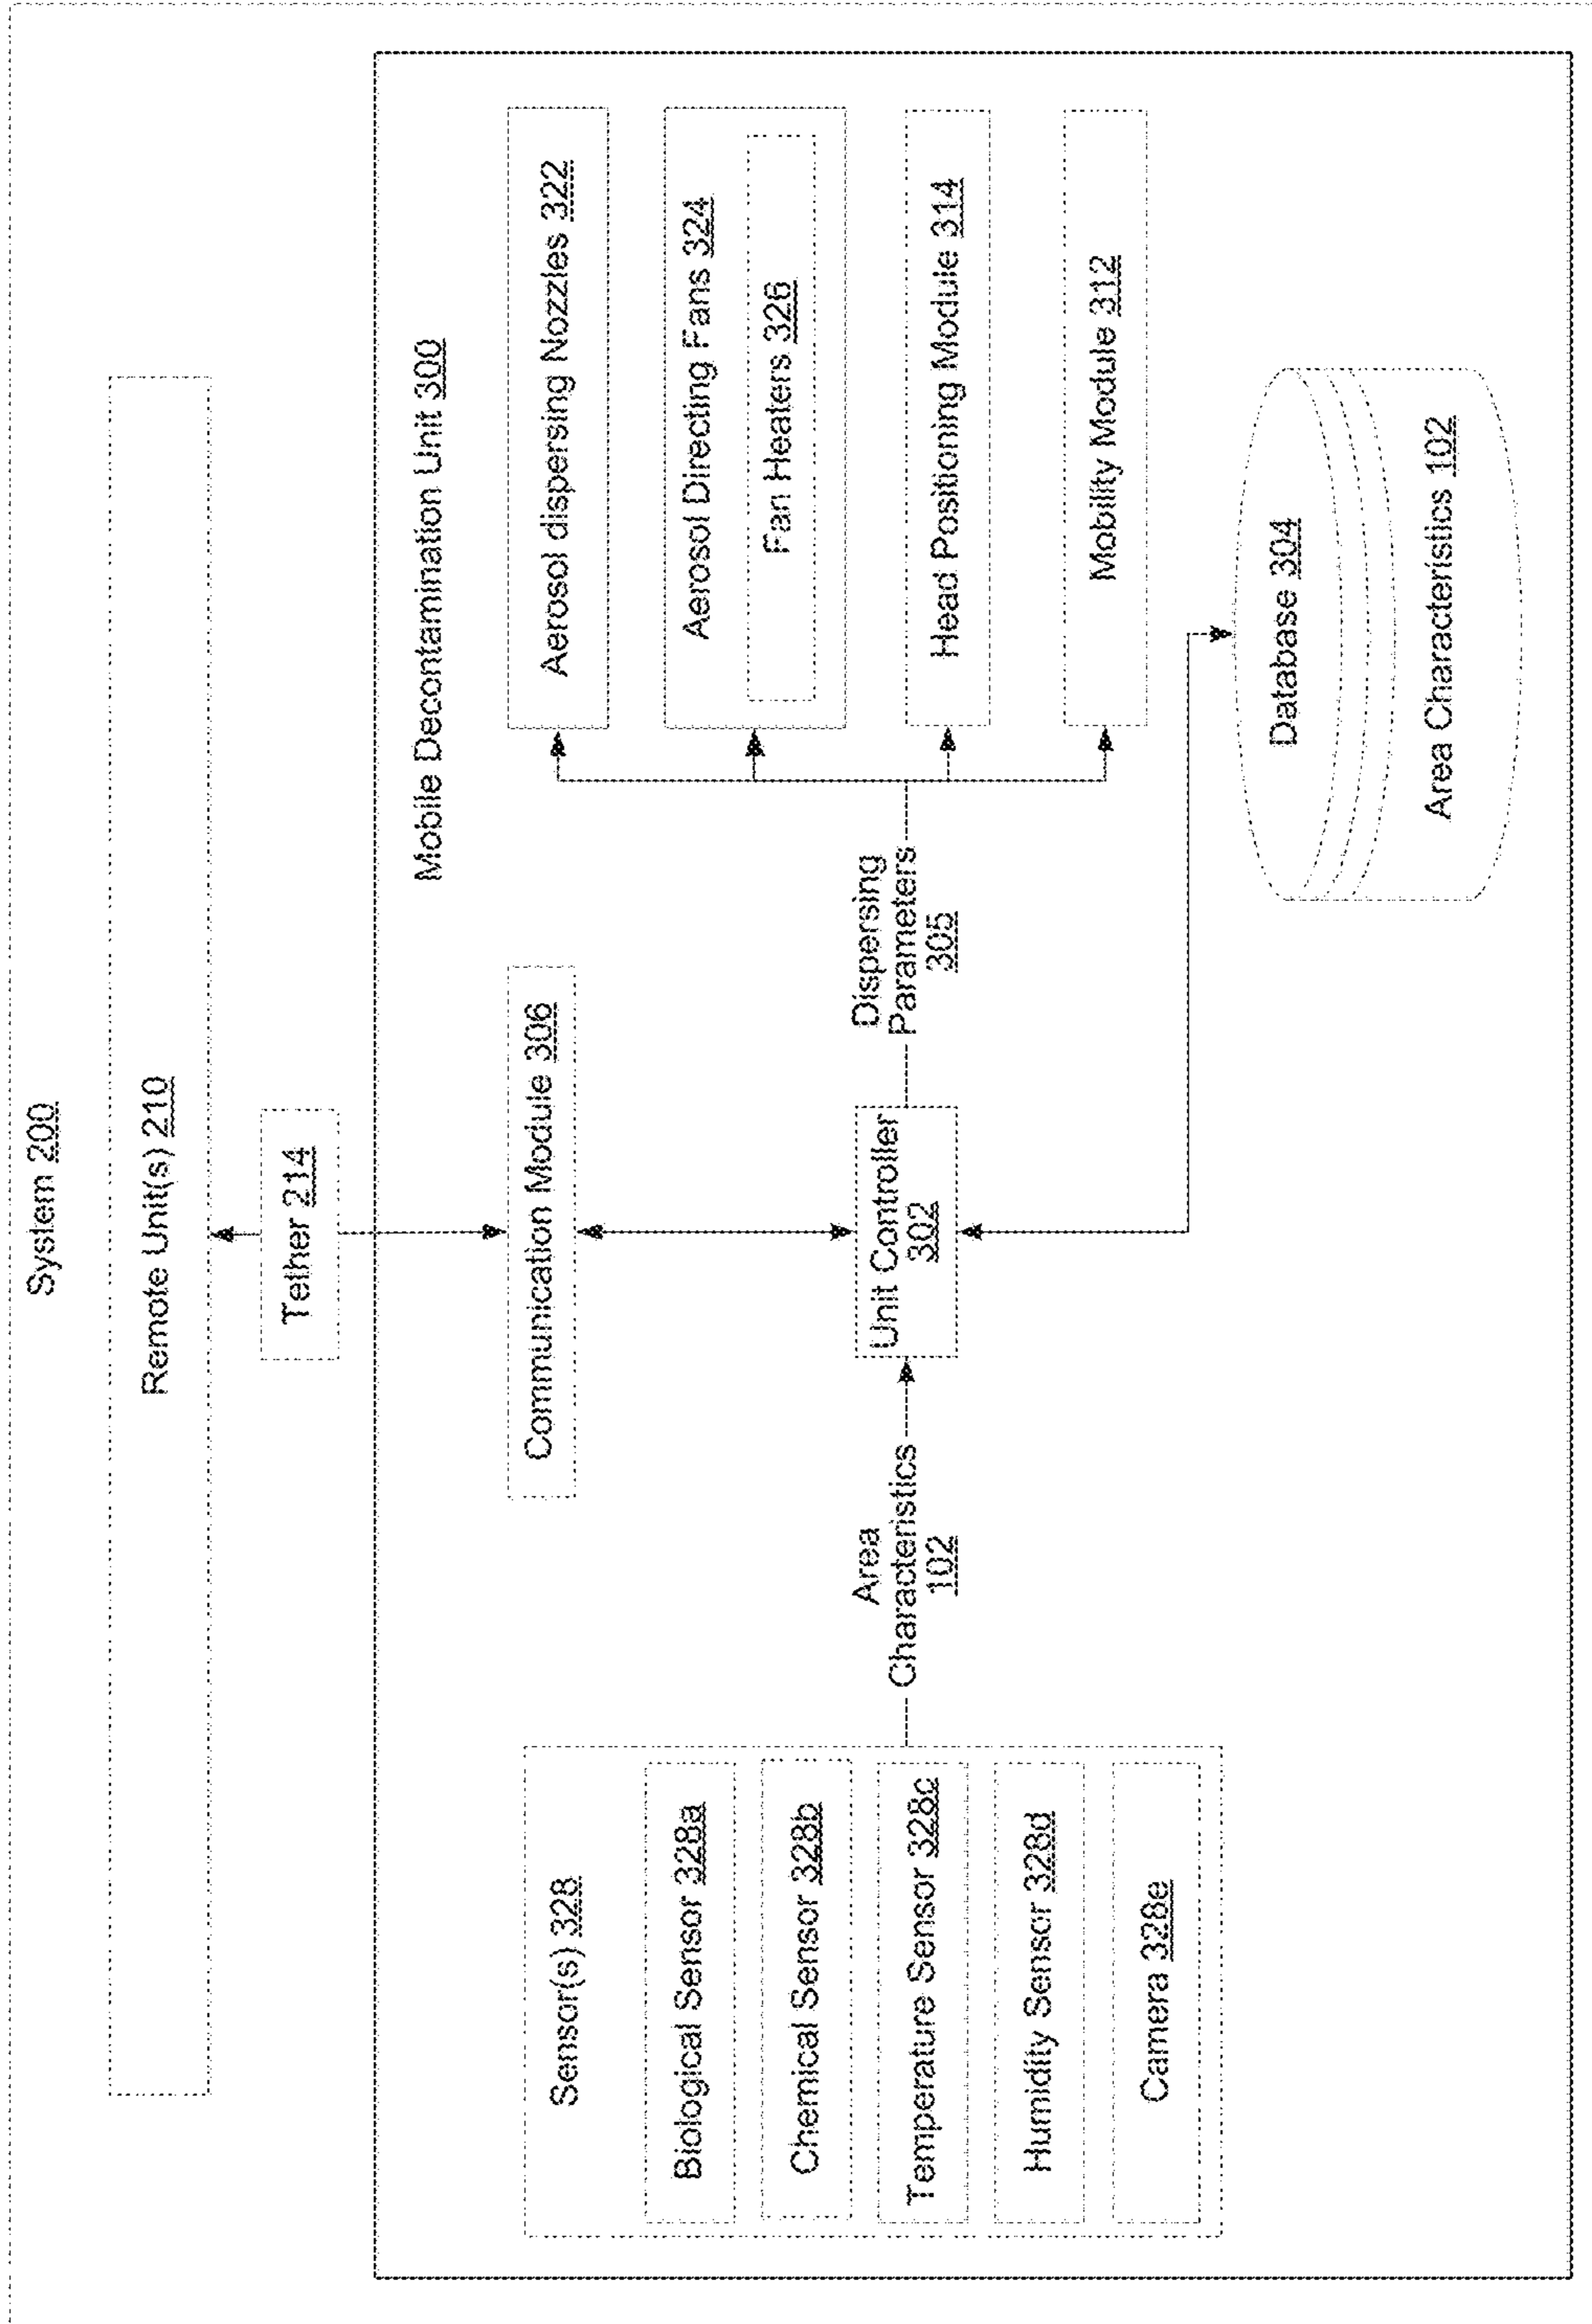 System 200
Remote Unit(s) 210
Tether 214
Mobile Decontamination Unit 300
Sensor(s) 328
Biological Sensor 328a
Chemical Sensor 328b
Temperature Sensor 328c
Humidity Sensor 328d
Camera 328e
Area
Characteristics
102
Communication Module 306
Unit Controller
302
Dispersing
Parameters
305
Aerosol dispersing Nozzles 322
Aerosol Directing Fans 324
Fan Heaters 326
Head Positioning Module 314
Mobility Module 312
Database 304
Area Characteristics 102